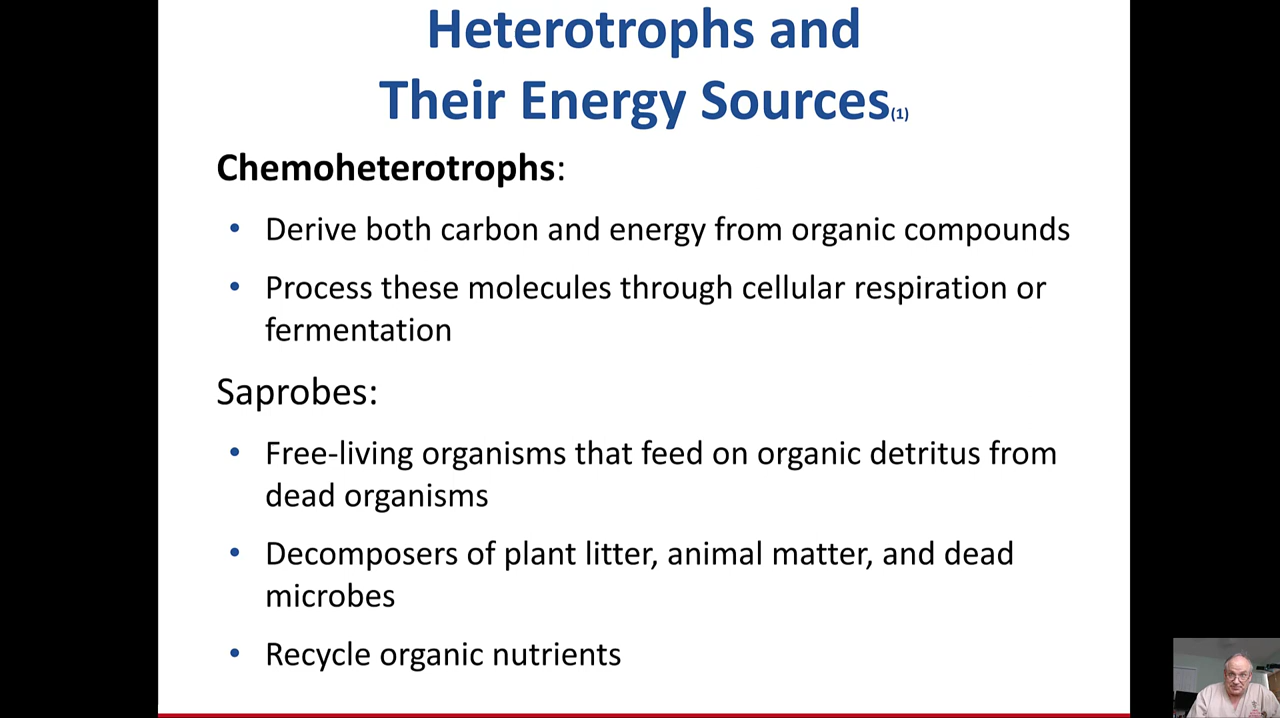 Heterotrophs and
Their Energy Sources(1)
Chemoheterotrophs:
• Derive both carbon and energy from organic compounds
• Process these molecules through cellular respiration or
fermentation
Saprobes:
• Free-living organisms that feed on organic detritus from
dead organisms
• Decomposers of plant litter, animal matter, and dead
microbes
• Recycle organic nutrients